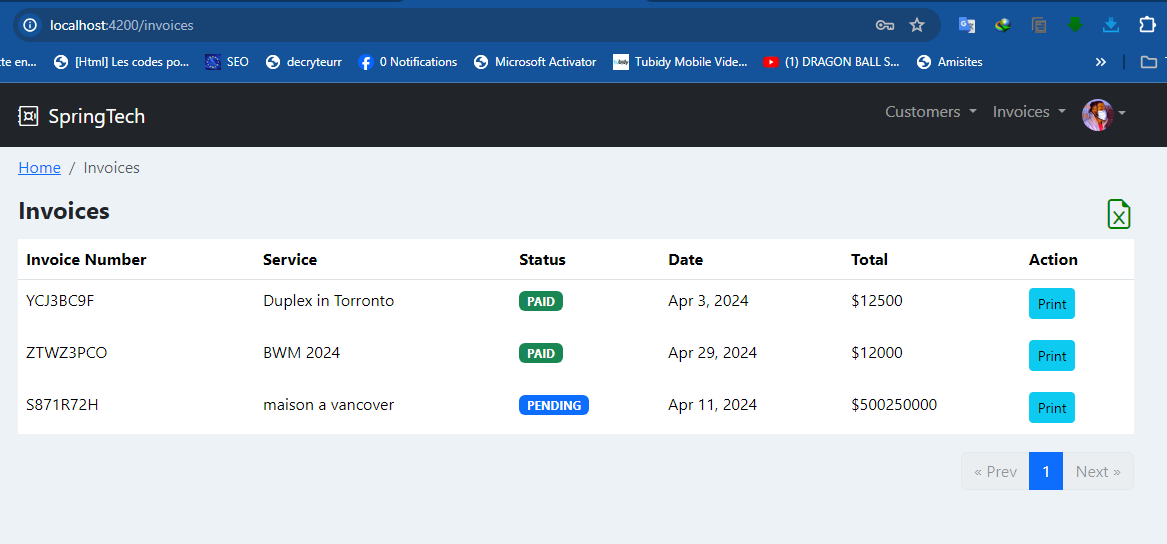 localhost:4200/invoices
te en... [Html] Les codes po... SEO decryteurr 0 Notifications Microsoft Activator Tubidy Mobile Vide... (1) DRAGON BALL S... Amisites »
SpringTech Customers Invoices
Home / Invoices
Invoices
Invoice Number Service Status Date Total Action
YCJ3BC9F Duplex in Torronto PAID Apr 3, 2024 $12500 Print
ZTWZ3PCO BWM 2024 PAID Apr 29, 2024 $12000 Print
S871R72H maison a vancover PENDING Apr 11, 2024 $500250000 Print
« Prev 1 Next »